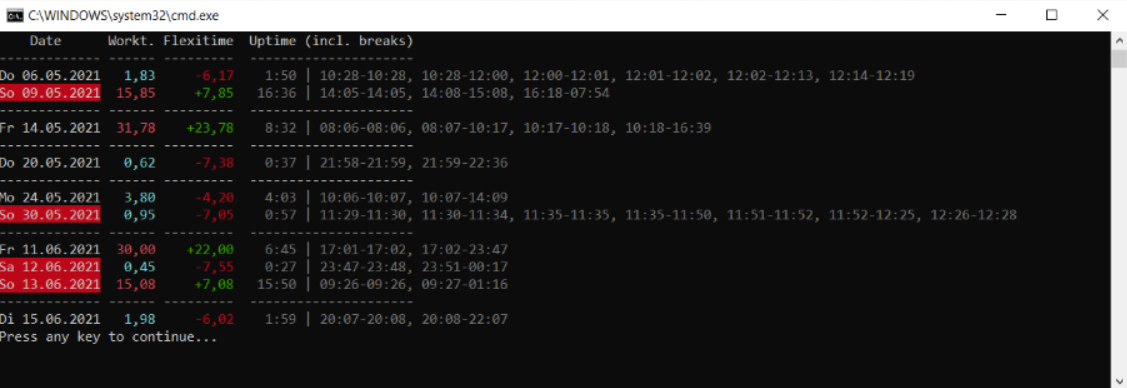 C:\WINDOWS\system32\cmd.exe
Date Workt. Flexitime Uptime (incl. breaks)
------------- ------ --------- ---------------------
Do 06.05.2021 1,83 -6,17 1:50 | 10:28-10:28, 10:28-12:00, 12:00-12:01, 12:01-12:02, 12:02-12:13, 12:14-12:19
So 09.05.2021 15,85 +7,85 16:36 | 14:05-14:05, 14:08-15:08, 16:18-07:54
------------- ------ --------- ---------------------
Fr 14.05.2021 31,78 +23,78 8:32 | 08:06-08:06, 08:07-10:17, 10:17-10:18, 10:18-16:39
------------- ------ --------- ---------------------
Do 20.05.2021 0,62 -7,38 0:37 | 21:58-21:59, 21:59-22:36
------------- ------ --------- ---------------------
Mo 24.05.2021 3,80 -4,20 4:03 | 10:06-10:07, 10:07-14:09
So 30.05.2021 0,95 -7,05 0:57 | 11:29-11:30, 11:30-11:34, 11:35-11:35, 11:35-11:50, 11:51-11:52, 11:52-12:25, 12:26-12:28
------------- ------ --------- ---------------------
Fr 11.06.2021 30,00 +22,00 6:45 | 17:01-17:02, 17:02-23:47
Sa 12.06.2021 0,45 -7,55 0:27 | 23:47-23:48, 23:51-00:17
So 13.06.2021 15,08 +7,08 15:50 | 09:26-09:26, 09:27-01:16
------------- ------ --------- ---------------------
Di 15.06.2021 1,98 -6,02 1:59 | 20:07-20:08, 20:08-22:07
Press any key to continue...